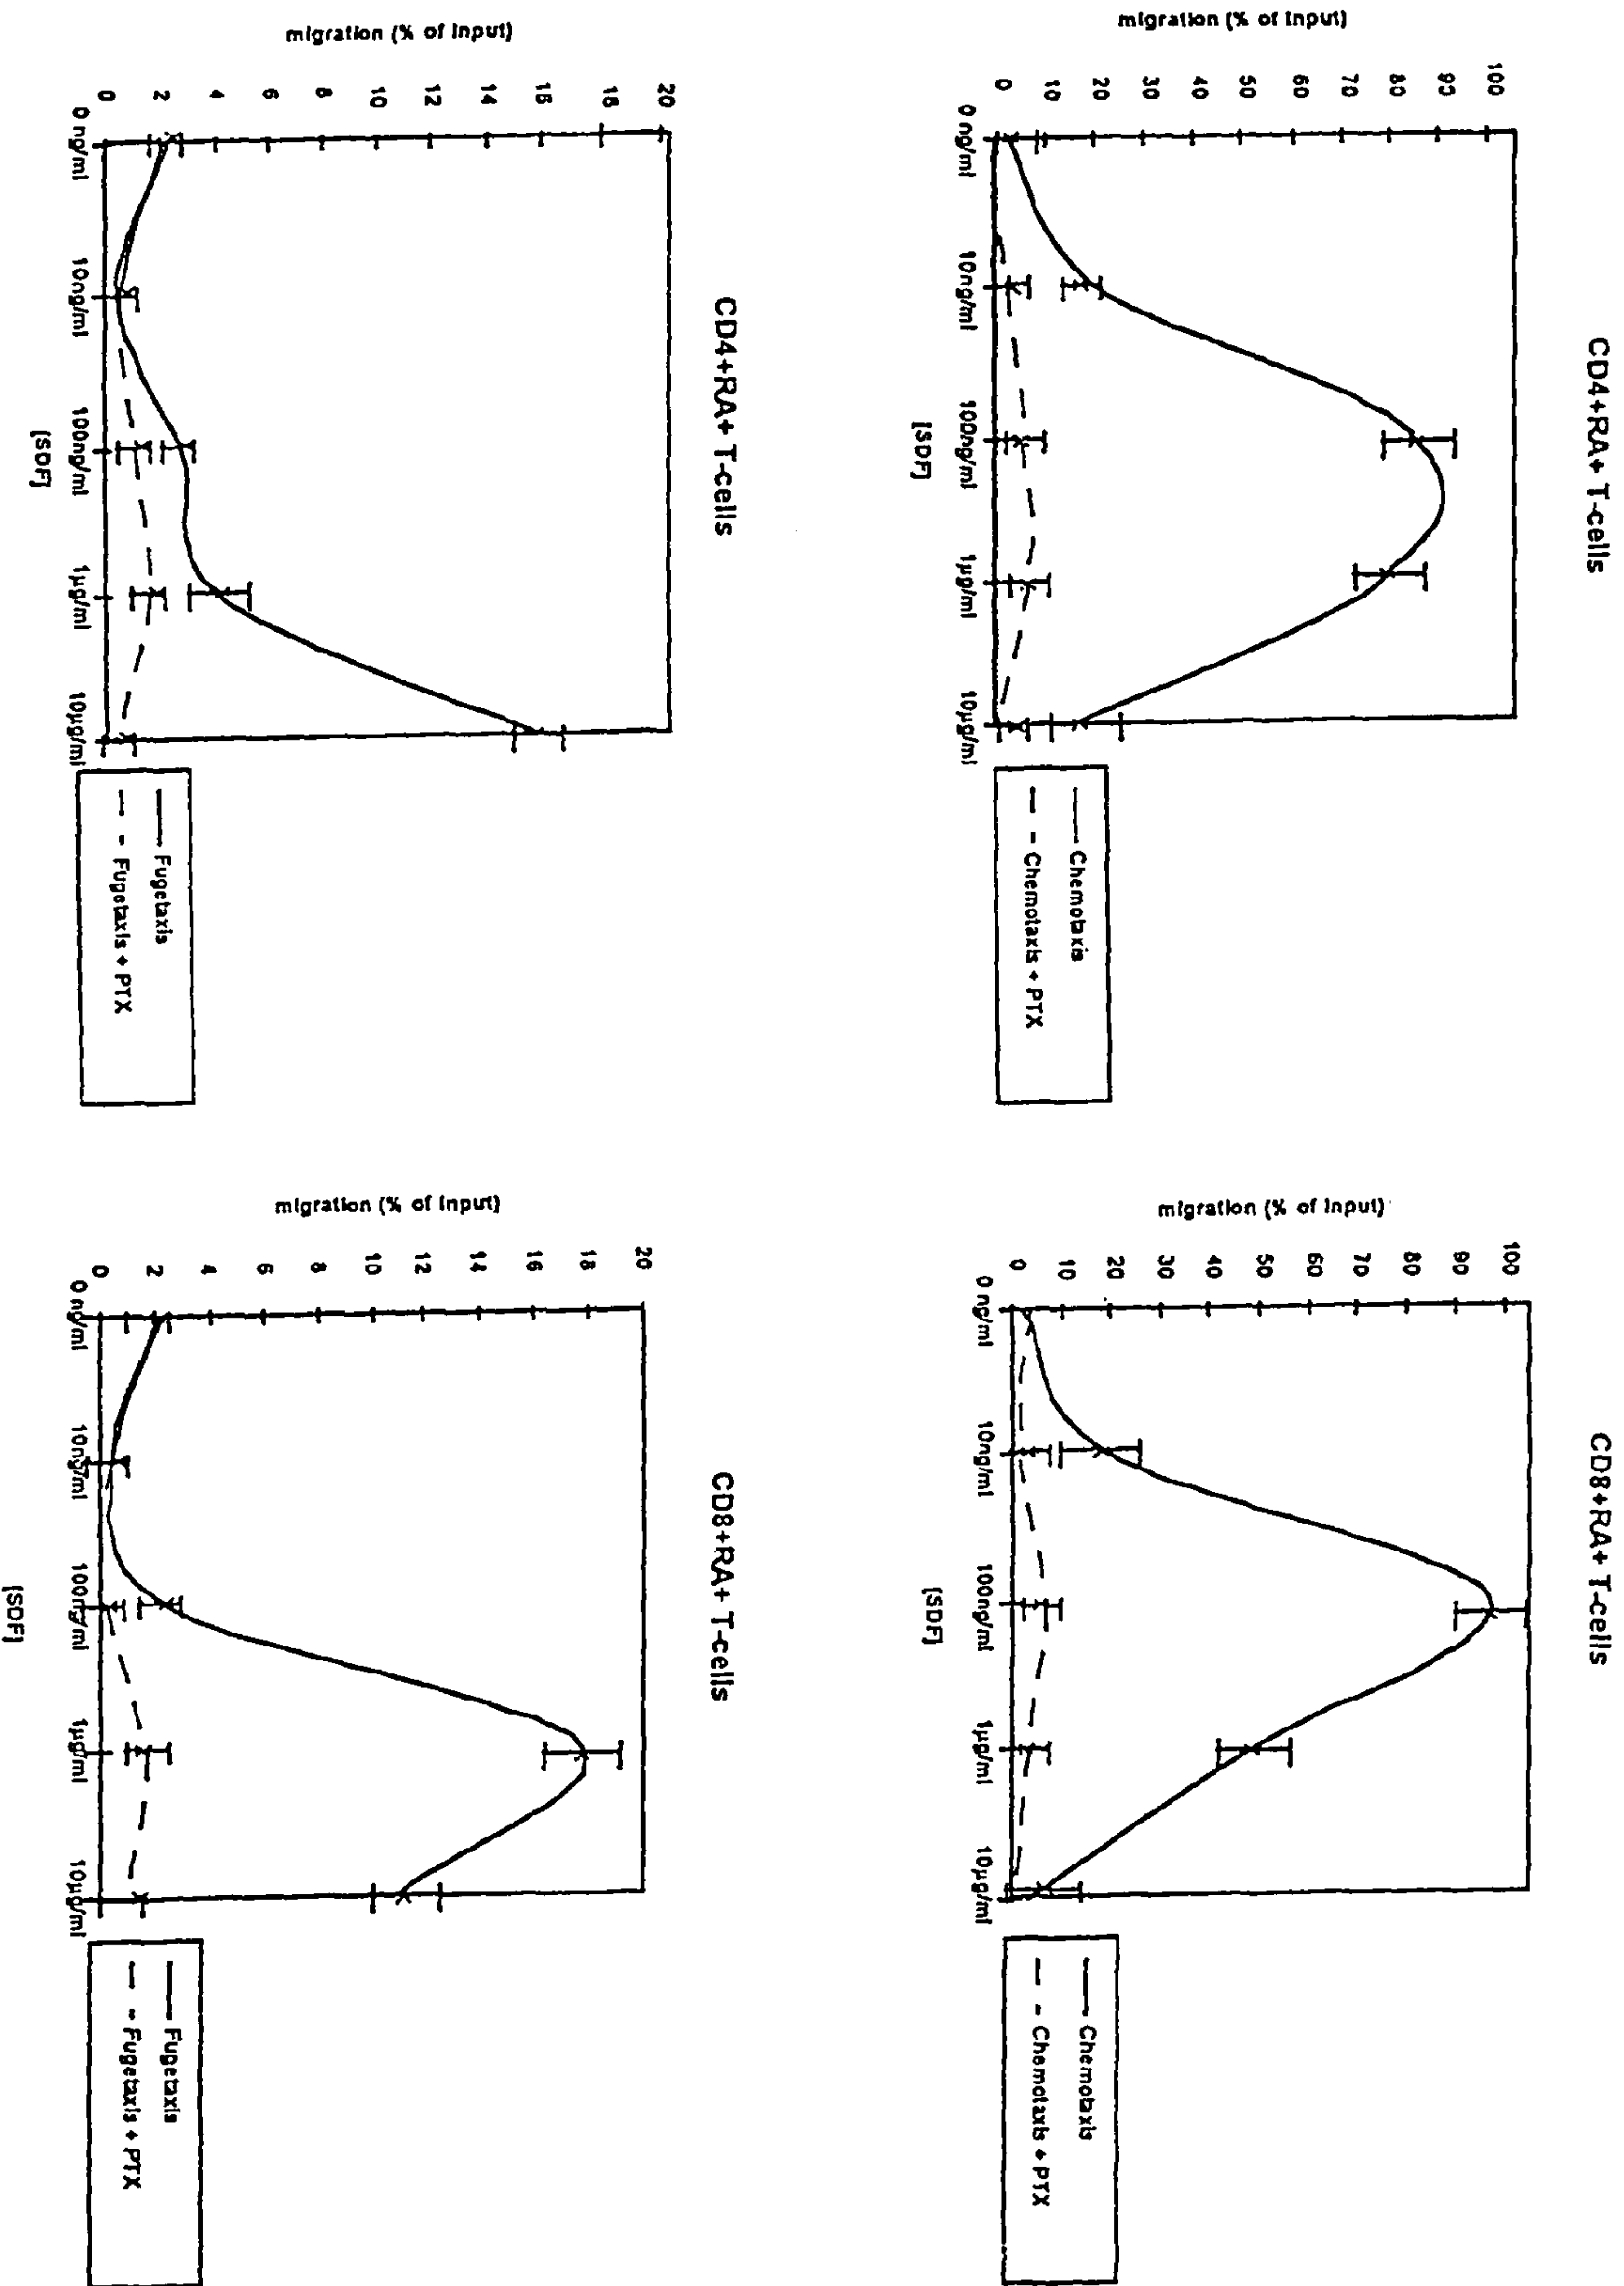 CD4+RA+ T-cells
migration (% of Input)
100
90
80
70
60
50
40
30
20
10
0
0 ng/ml
10ng/ml
100ng/ml
1µg/ml
10µg/ml
[SDF]
Chemotaxis
Chemotaxis + PTX
CD8+RA+ T-cells
migration (% of Input)
100
90
80
70
60
50
40
30
20
10
0
0 ng/ml
10ng/ml
100ng/ml
1µg/ml
10µg/ml
[SDF]
Chemotaxis
Chemotaxis + PTX
CD4+RA+ T-cells
migration (% of Input)
20
16
14
12
10
8
6
4
2
0
0 ng/ml
10ng/ml
100ng/ml
1µg/ml
10µg/ml
[SDF]
Fugetaxis
Fugetaxis + PTX
CD8+RA+ T-cells
migration (% of Input)
20
18
16
14
12
10
8
6
4
2
0
0 ng/ml
10ng/ml
100ng/ml
1µg/ml
10µg/ml
[SDF]
Fugetaxis
Fugetaxis + PTX